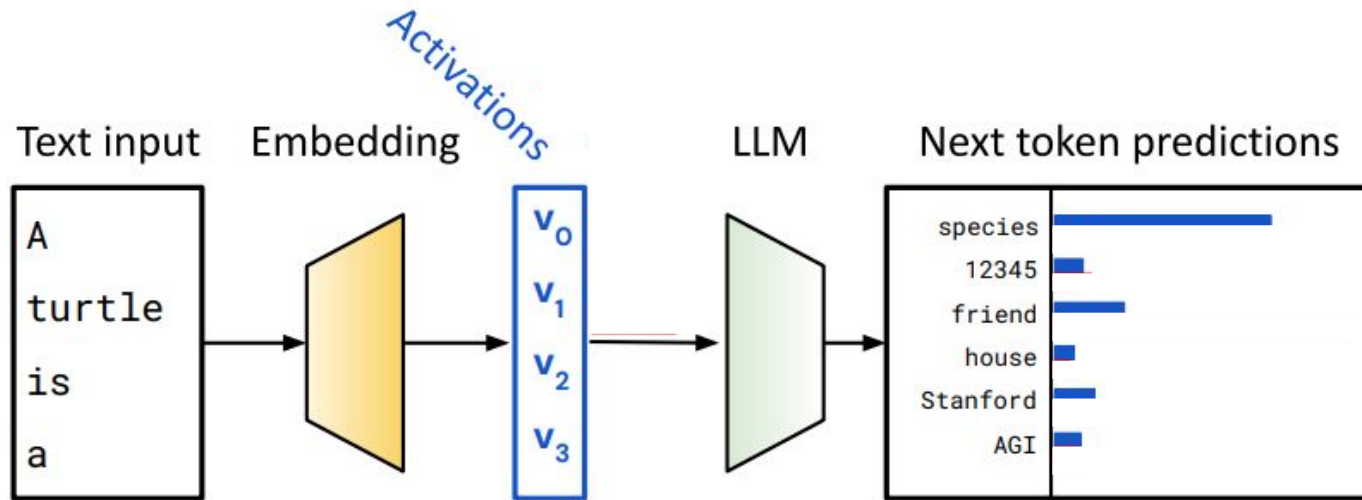 Activations
Text input
Embedding
LLM
Next token predictions
A
turtle
is
a
v0
v1
v2
v3
species
12345
friend
house
Stanford
AGI